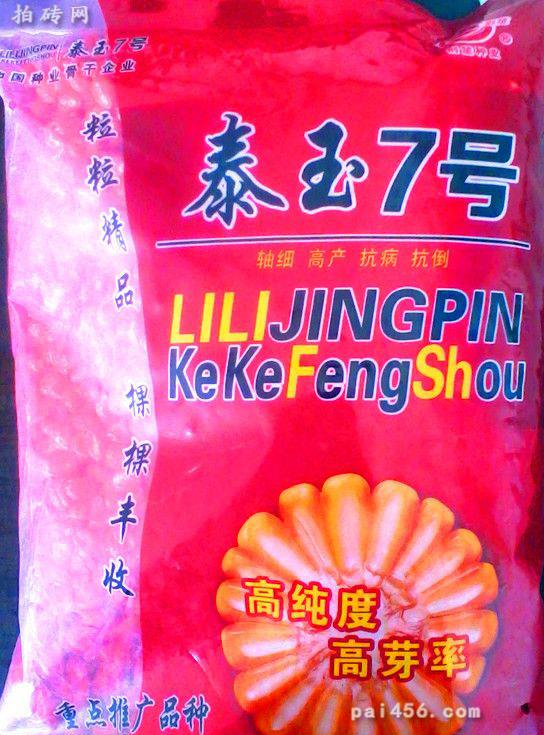 拍砖网
LILIJINGPIN
泰玉7号
中国种业骨干企业
粒粒精品 棵棵丰收
泰玉7号
轴细 高产 抗病 抗倒
LILIJINGPIN
KeKeFengShou
高纯度
高芽率
重点推广品种
pai456.com